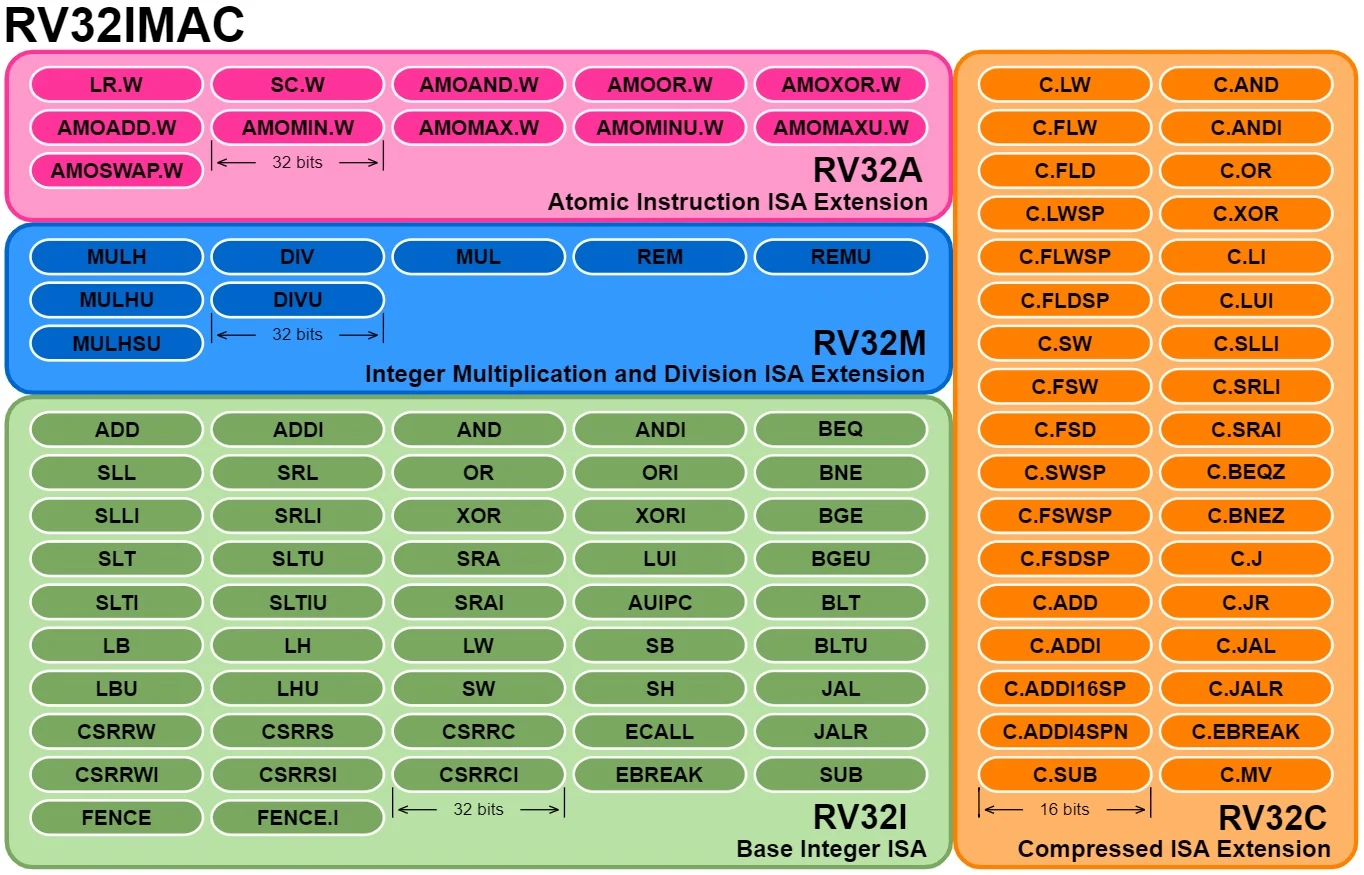 RV32IMAC
LR.W SC.W AMOAND.W AMOOR.W AMOXOR.W
AMOADD.W AMOMIN.W AMOMAX.W AMOMINU.W AMOMAXU.W
AMOSWAP.W 32 bits
RV32A
Atomic Instruction ISA Extension
MULH DIV MUL REM REMU
MULHU DIVU
MULHSU 32 bits
RV32M
Integer Multiplication and Division ISA Extension
ADD ADDI AND ANDI BEQ
SLL SRL OR ORI BNE
SLLI SRLI XOR XORI BGE
SLT SLTU SRA LUI BGEU
SLTI SLTIU SRAI AUIPC BLT
LB LH LW SB BLTU
LBU LHU SW SH JAL
CSRRW CSRRS CSRRC ECALL JALR
CSRRWI CSRRSI CSRRCI EBREAK SUB
FENCE FENCE.I 32 bits
RV32I
Base Integer ISA
C.LW C.AND
C.FLW C.ANDI
C.FLD C.OR
C.LWSP C.XOR
C.FLWSP C.LI
C.FLDSP C.LUI
C.SW C.SLLI
C.FSW C.SRLI
C.FSD C.SRAI
C.SWSP C.BEQZ
C.FSWSP C.BNEZ
C.FSDSP C.J
C.ADD C.JR
C.ADDI C.JAL
C.ADDI16SP C.JALR
C.ADDI4SPN C.EBREAK
C.SUB C.MV
16 bits
RV32C
Compressed ISA Extension